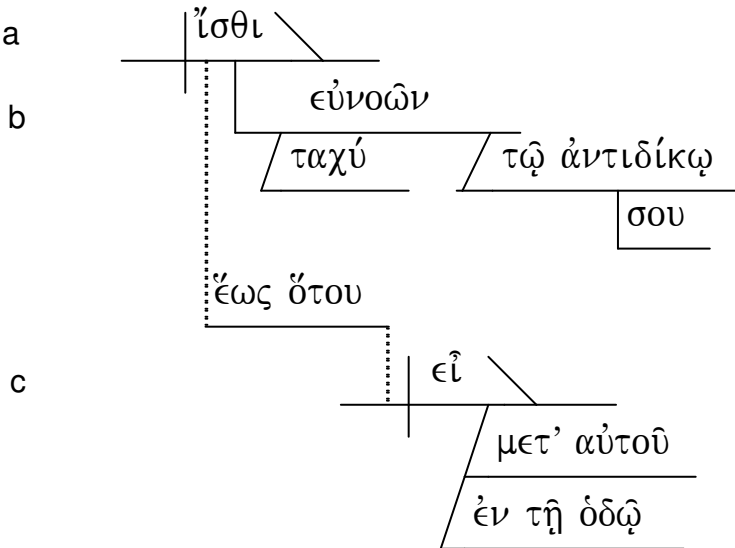 a ἴσθι
εὐνοῶν
b
ταχύ τῷ ἀντιδίκῳ
σου
ἕως ὅτου
c εἶ
μετ’ αὐτοῦ
ἐν τῇ ὁδῷ